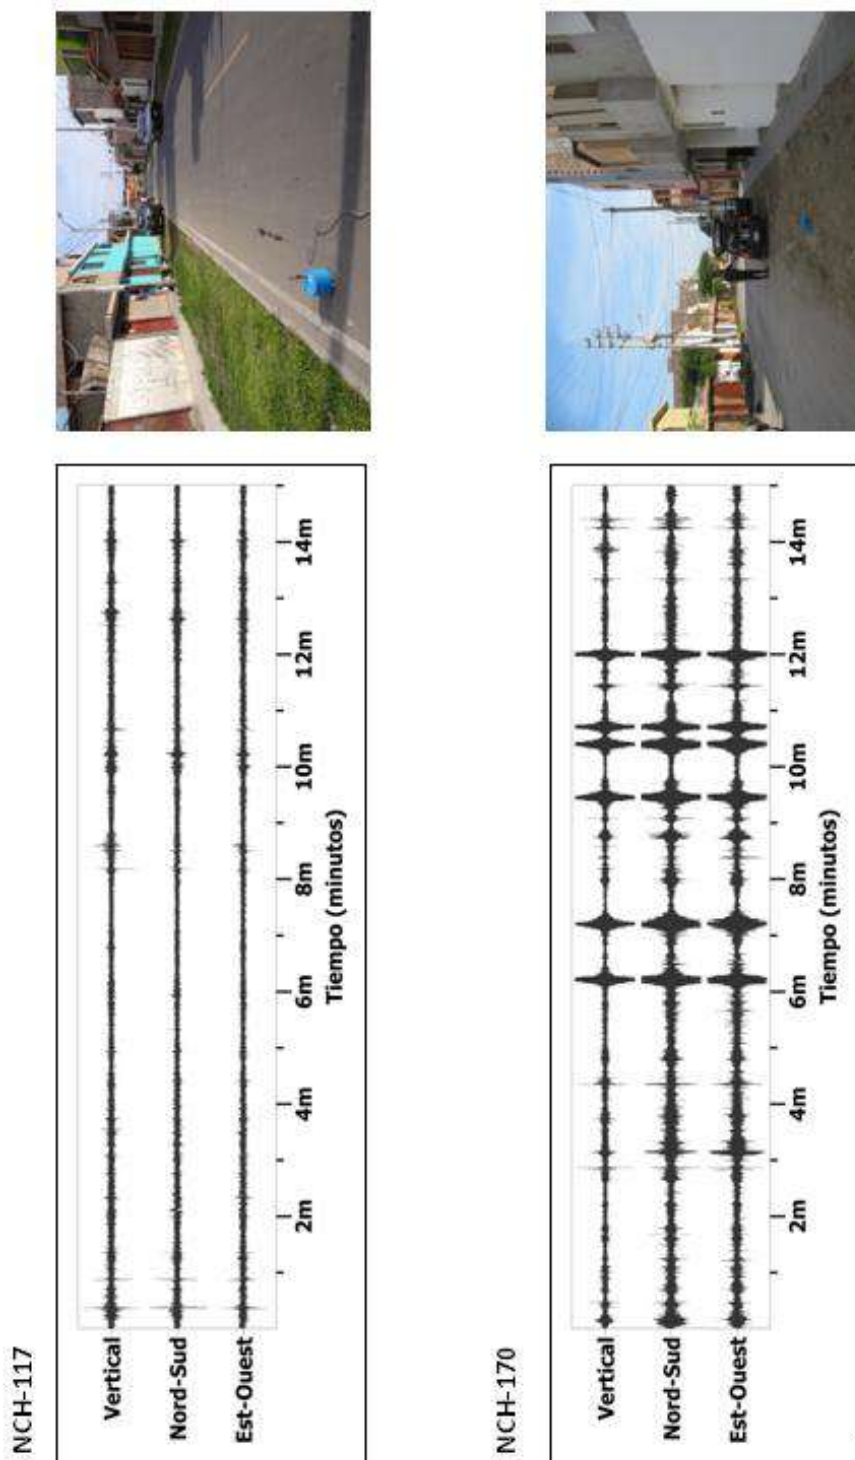 NCH-117
Vertical
Nord-Sud
Est-Ouest
2m 4m 6m 8m 10m 12m 14m
Tiempo (minutos)
NCH-170
Vertical
Nord-Sud
Est-Ouest
2m 4m 6m 8m 10m 12m 14m
Tiempo (minutos)